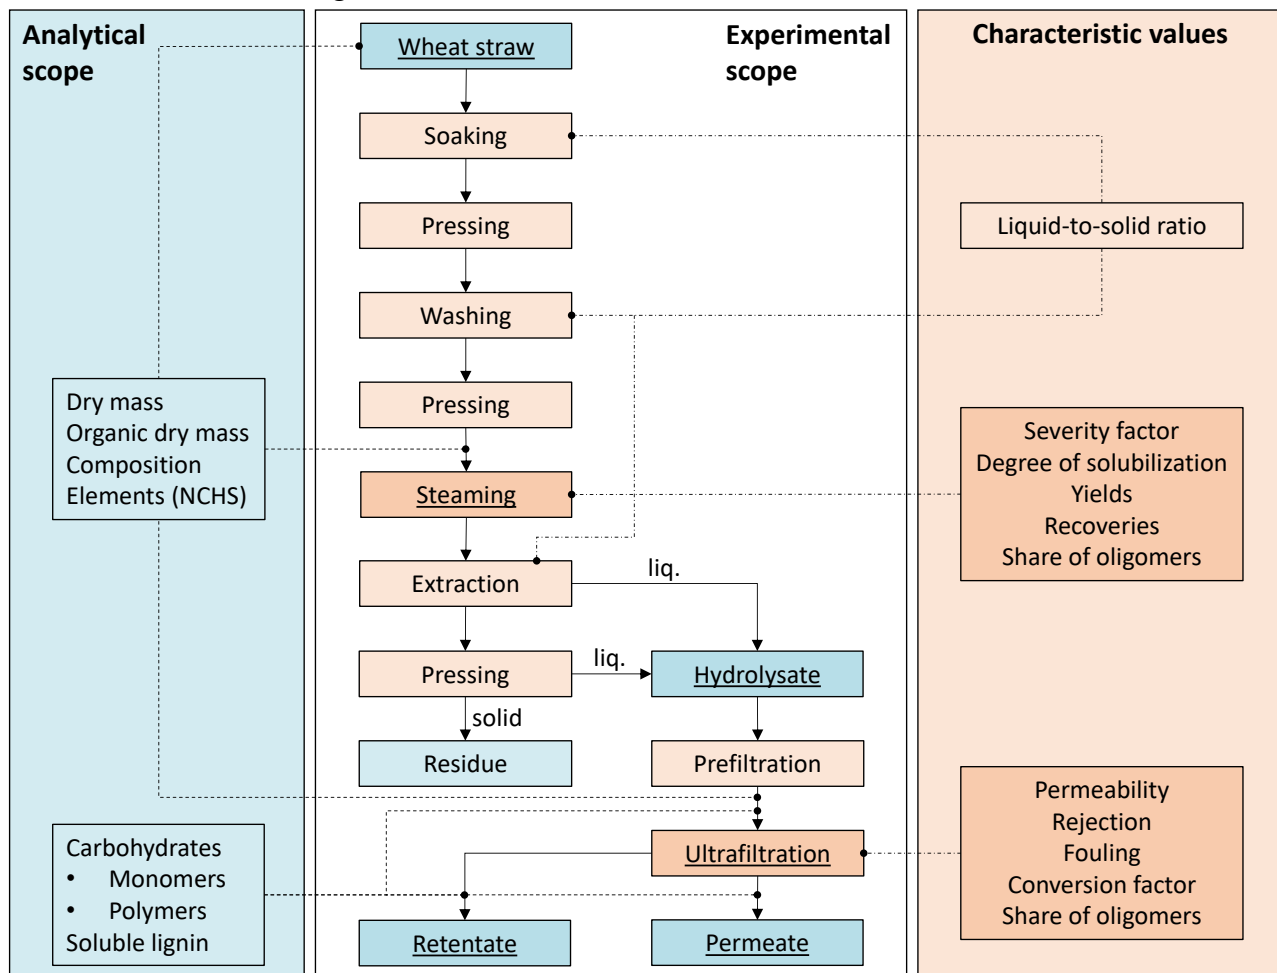 Analytical
scope
Dry mass
Organic dry mass
Composition
Elements (NCHS)
Carbohydrates
• Monomers
• Polymers
Soluble lignin
Experimental
scope
Wheat straw
Soaking
Pressing
Washing
Pressing
Steaming
Extraction
liq.
Pressing
liq.
Hydrolysate
solid
Residue
Prefiltration
Ultrafiltration
Retentate
Permeate
Characteristic values
Liquid-to-solid ratio
Severity factor
Degree of solubilization
Yields
Recoveries
Share of oligomers
Permeability
Rejection
Fouling
Conversion factor
Share of oligomers